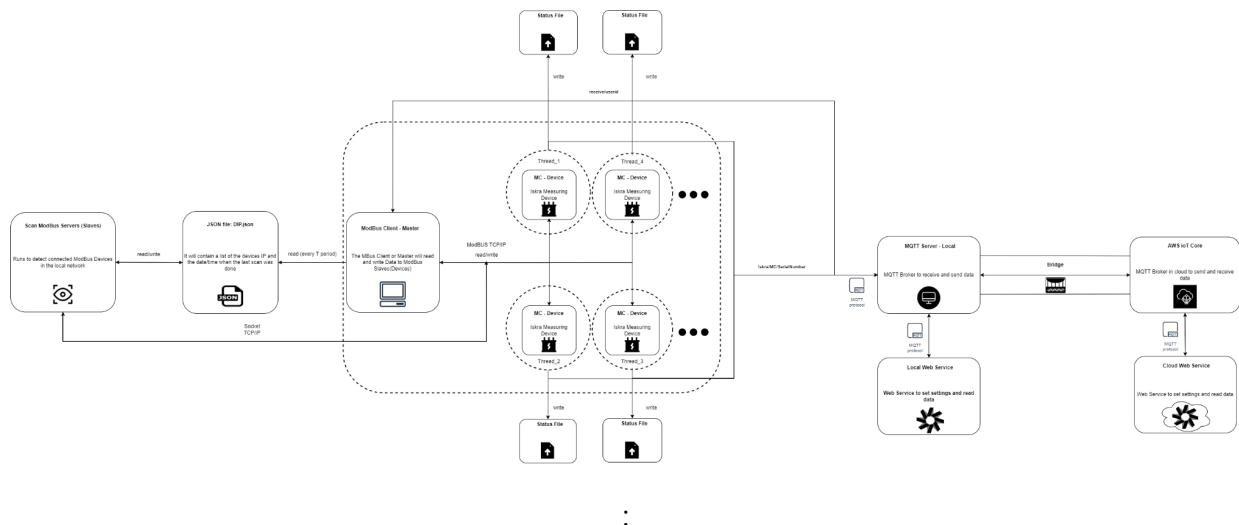 Status File
Status File
write
write
receive/userid
Thread_1
Thread_4
MC - Device
MC - Device
Iskra Measuring
Device
Iskra Measuring
Device
Scan Modbus Servers (Slaves)
Runs to detect connected ModBus Devices
in the local network
read/write
JSON file: DIP.json
It will contain a list of the devices IP and
the date/time when the last scan was
done
JSON
read (every T period)
ModBus Client - Master
The MBus Client or Master will read
and write Data to ModBus
Slaves(Devices)
ModBUS TCP/IP
read/write
Socket
TCP/IP
MC - Device
MC - Device
Iskra Measuring
Device
Iskra Measuring
Device
Thread_2
Thread_3
write
write
Status File
Status File
Iskra/MC/SerialNumber
MQTT
protocol
MQTT Server - Local
MQTT Broker to receive and send data
Bridge
AWS IoT Core
MQTT Broker in cloud to send and receive
data
MQTT
protocol
MQTT
protocol
Local Web Service
Web Service to set settings and read
data
Cloud Web Service
Web Service to set settings and read data